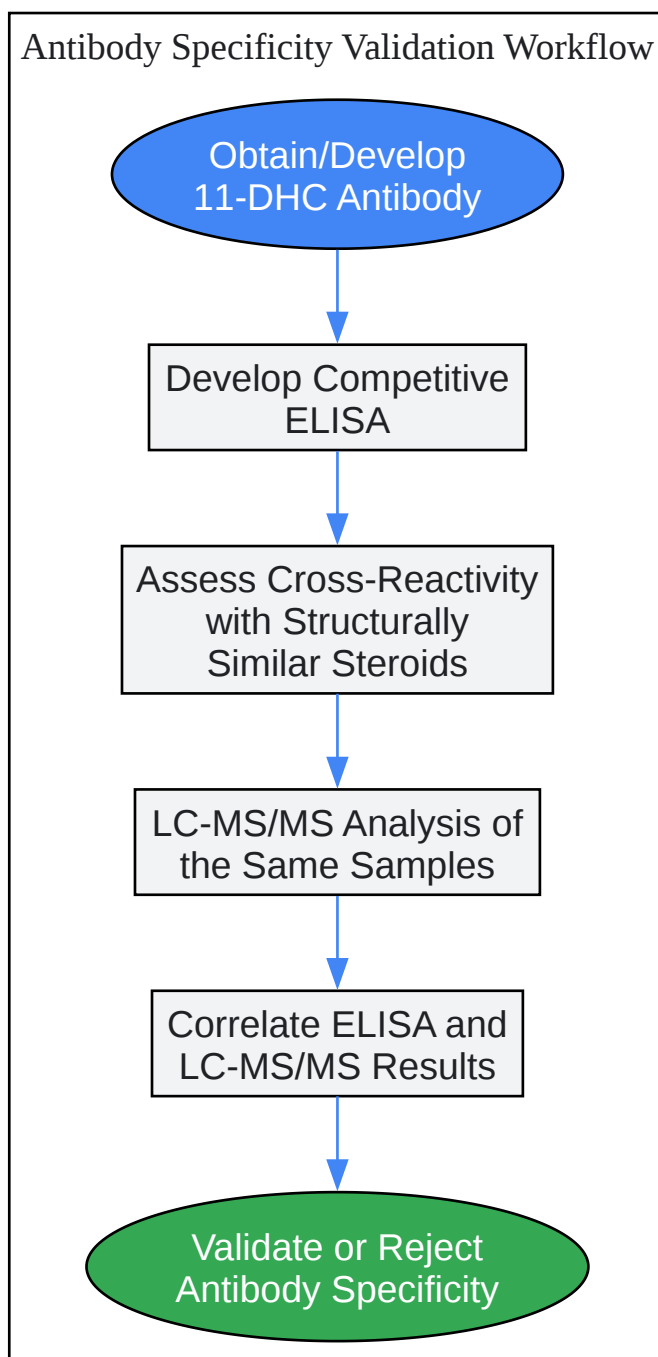 Antibody Specificity Validation Workflow
Obtain/Develop
11-DHC Antibody
Develop Competitive
ELISA
Assess Cross-Reactivity
with Structurally
Similar Steroids
LC-MS/MS Analysis of
the Same Samples
Correlate ELISA and
LC-MS/MS Results
Validate or Reject
Antibody Specificity